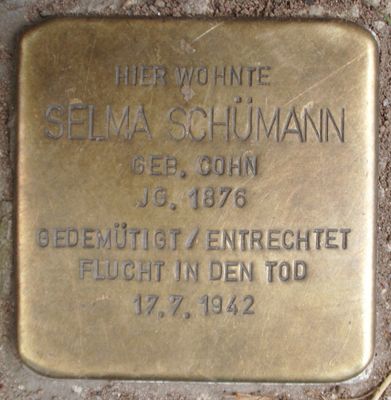 HIER WOHNTE
SELMA SCHÜMANN
GEB. COHN
JG. 1876
GEDEMÜTIGT / ENTRECHTET
FLUCHT IN DEN TOD
17.7.1942